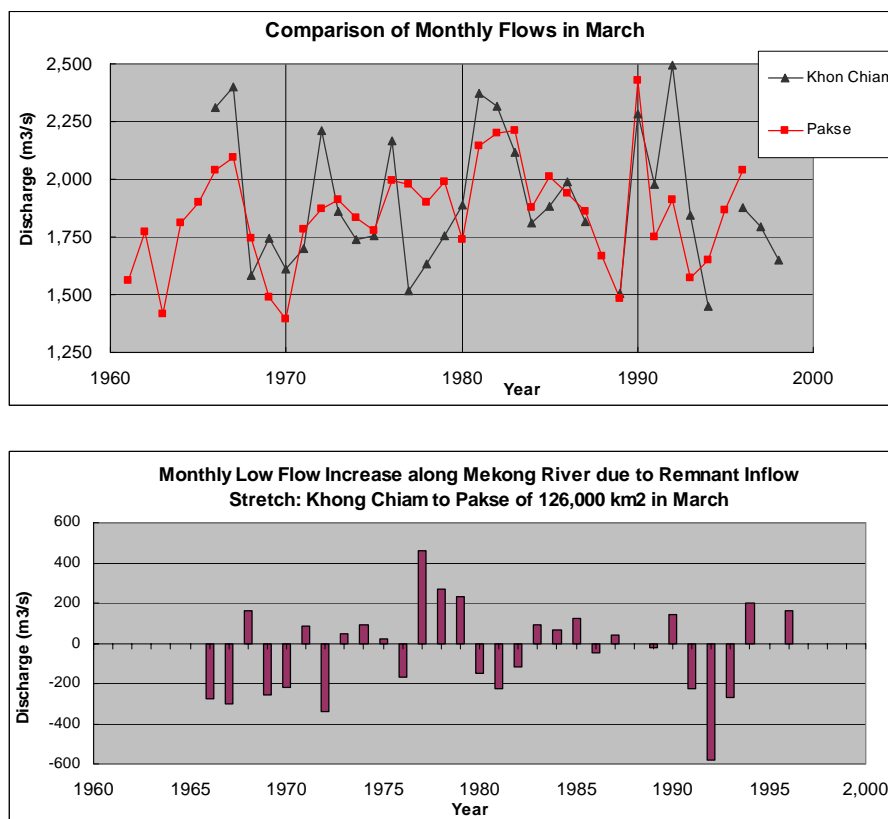 Comparison of Monthly Flows in March
2,500
2,250
2,000
1,750
1,500
1,250
Discharge (m3/s)
1960 1970 1980 1990 2000
Year
Khon Chiam
Pakse
Monthly Low Flow Increase along Mekong River due to Remnant Inflow
Stretch: Khong Chiam to Pakse of 126,000 km2 in March
600
400
200
0
-200
-400
-600
Discharge (m3/s)
1960 1965 1970 1975 1980 1985 1990 1995 2,000
Year